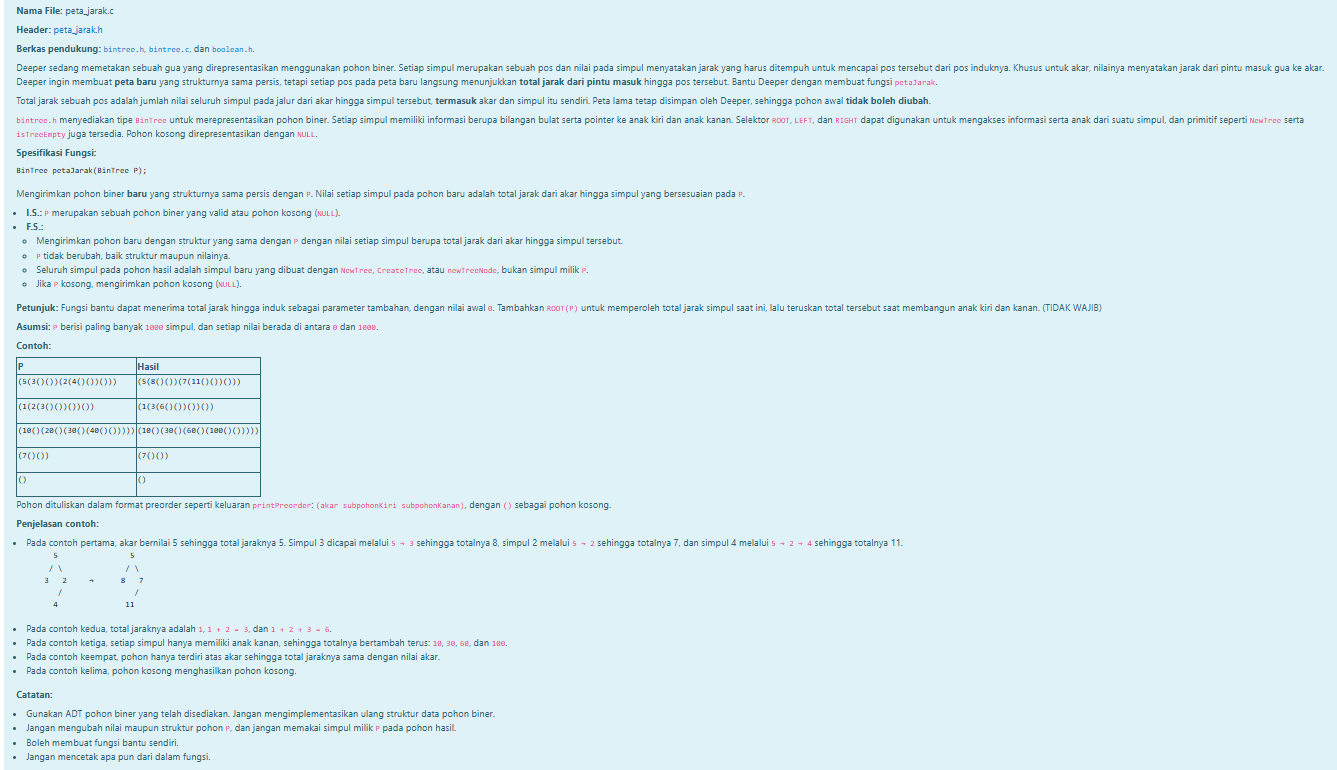 Nama File: peta_jarak.c
Header: peta_jarak.h
Berkas pendukung: bintree.h, bintree.c, dan boolean.h.
Deeper sedang memetakan sebuah gua yang direpresentasikan menggunakan pohon biner. Setiap simpul merupakan sebuah pos dan nilai pada simpul menyatakan jarak yang harus ditempuh untuk mencapai pos tersebut dari pos induknya. Khusus untuk akar, nilainya menyatakan jarak dari pintu masuk gua ke akar.
Deeper ingin membuat peta baru yang strukturnya sama persis, tetapi setiap pos pada peta baru langsung menunjukkan total jarak dari pintu masuk hingga pos tersebut. Bantu Deeper dengan membuat fungsi petaJarak.
Total jarak sebuah pos adalah jumlah nilai seluruh simpul pada jalur dari akar hingga simpul tersebut, termasuk akar dan simpul itu sendiri. Peta lama tetap disimpan oleh Deeper, sehingga pohon awal tidak boleh diubah.
bintree.h menyediakan tipe BinTree untuk merepresentasikan pohon biner. Setiap simpul memiliki informasi berupa bilangan bulat serta pointer ke anak kiri dan anak kanan. Selektor ROOT, LEFT, dan RIGHT dapat digunakan untuk mengakses informasi serta anak dari suatu simpul, dan primitif seperti NewTree serta
isTreeEmpty juga tersedia. Pohon kosong direpresentasikan dengan NULL.
Spesifikasi Fungsi:
BinTree petaJarak(BinTree P);
Mengirimkan pohon biner baru yang strukturnya sama persis dengan P. Nilai setiap simpul pada pohon baru adalah total jarak dari akar hingga simpul yang bersesuaian pada P.
• I.S.: P merupakan sebuah pohon biner yang valid atau pohon kosong (NULL).
• F.S.:
◦ Mengirimkan pohon baru dengan struktur yang sama dengan P dengan nilai setiap simpul berupa total jarak dari akar hingga simpul tersebut.
◦ P tidak berubah, baik struktur maupun nilainya.
◦ Seluruh simpul pada pohon hasil adalah simpul baru yang dibuat dengan NewTree, CreateTree, atau newTreeNode, bukan simpul milik P.
◦ Jika P kosong, mengirimkan pohon kosong (NULL).
Petunjuk: Fungsi bantu dapat menerima total jarak hingga induk sebagai parameter tambahan, dengan nilai awal 0. Tambahkan ROOT(P) untuk memperoleh total jarak simpul saat ini, lalu teruskan total tersebut saat membangun anak kiri dan kanan. (TIDAK WAJIB)
Asumsi: P berisi paling banyak 1000 simpul, dan setiap nilai berada di antara 0 dan 1000.
Contoh:
P Hasil
(5(3()())(2(4()())())) (5(8()())(7(11()())()))
(1(2(3()())())()) (1(3(6()())())())
(10()(20()(30()(40()())))) (10()(30()(60()(100()()))))
(7()()) (7()())
() ()
Pohon dituliskan dalam format preorder seperti keluaran printPreorder: (akar subpohonKiri subpohonKanan), dengan () sebagai pohon kosong.
Penjelasan contoh:
• Pada contoh pertama, akar bernilai 5 sehingga total jaraknya 5. Simpul 3 dicapai melalui 5 → 3 sehingga totalnya 8, simpul 2 melalui 5 → 2 sehingga totalnya 7, dan simpul 4 melalui 5 → 2 → 4 sehingga totalnya 11.
5 5
/ \ / \
3 2 → 8 7
/ /
4 11
• Pada contoh kedua, total jaraknya adalah 1, 1 + 2 = 3, dan 1 + 2 + 3 = 6.
• Pada contoh ketiga, setiap simpul hanya memiliki anak kanan, sehingga totalnya bertambah terus: 10, 30, 60, dan 100.
• Pada contoh keempat, pohon hanya terdiri atas akar sehingga total jaraknya sama dengan nilai akar.
• Pada contoh kelima, pohon kosong menghasilkan pohon kosong.
Catatan:
• Gunakan ADT pohon biner yang telah disediakan. Jangan mengimplementasikan ulang struktur data pohon biner.
• Jangan mengubah nilai maupun struktur pohon P, dan jangan memakai simpul milik P pada pohon hasil.
• Boleh membuat fungsi bantu sendiri.
• Jangan mencetak apa pun dari dalam fungsi.